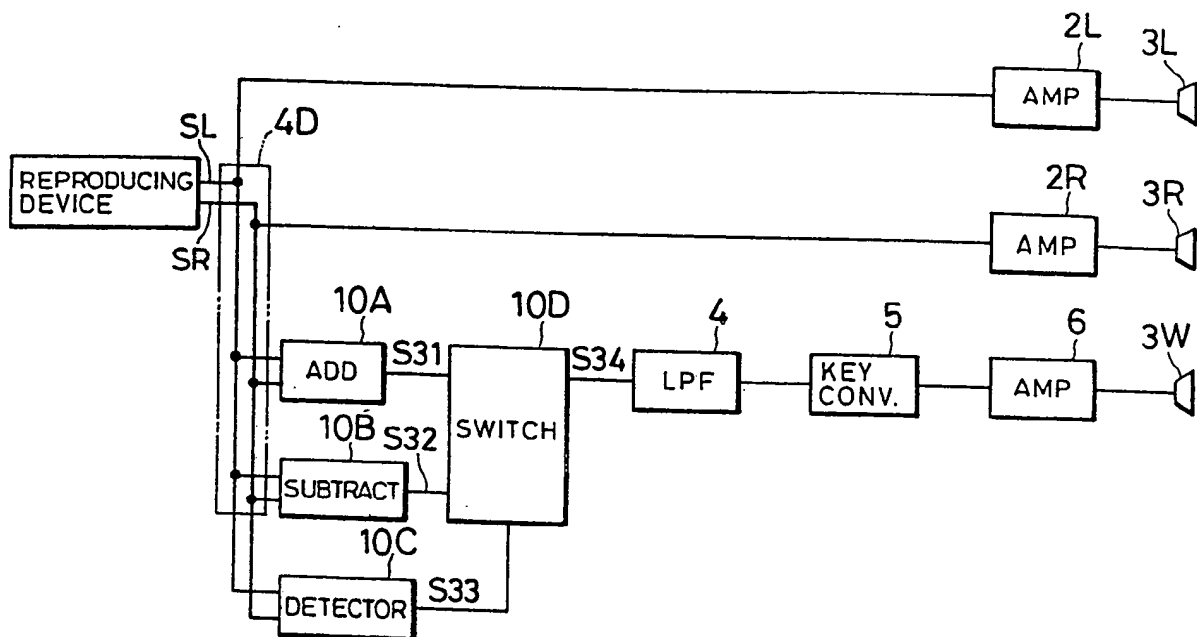 2L
3L
AMP
4D
SL
REPRODUCING
DEVICE
SR
2R
3R
AMP
10A
10D
4
5
6
3W
ADD
S31
S34
LPF
KEY
CONV.
AMP
SWITCH
10B
S32
SUBTRACT
10C
S33
DETECTOR